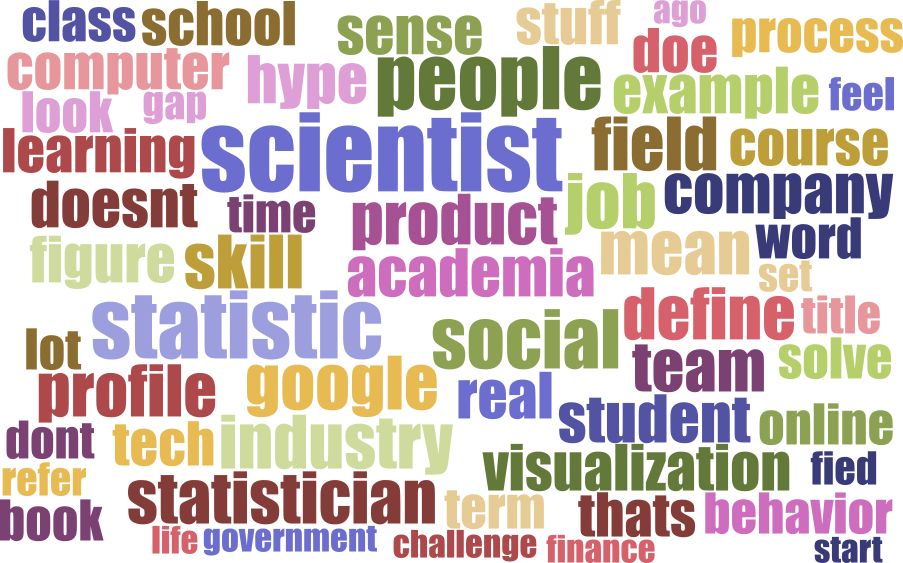 class school sense stuff ago process
computer hype people doe example feel
look gap
learning scientist field course
doesnt time product job company
figure skill academia mean word
set
statistic social define title
lot team solve
profile google real student online
dont tech industry visualization fied
refer
book statistician term thats behavior
life government challenge finance start